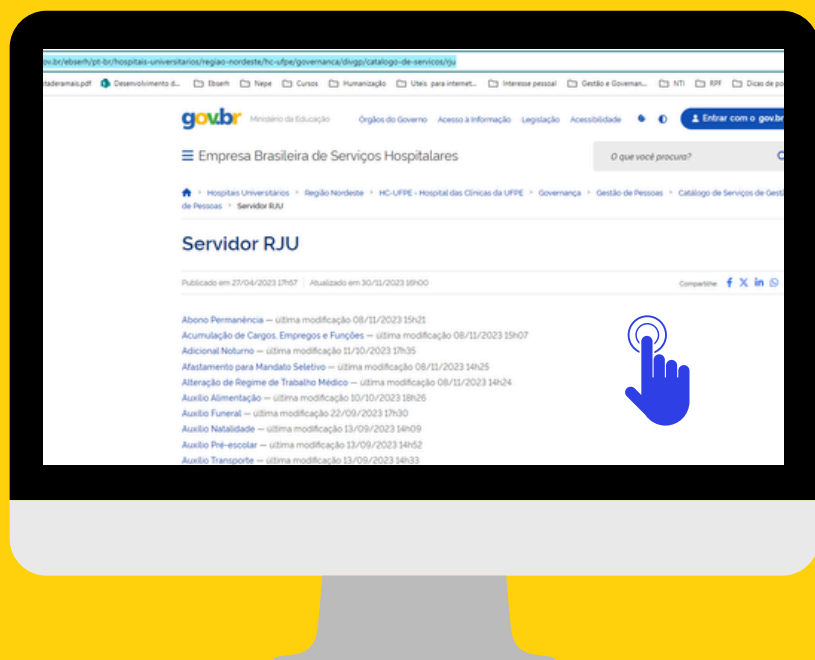 ov.br/ebserh/pt-br/hospitais-universitarios/regiao-nordeste/hc-ufpe/governanca/divgp/catalogo-de-servicos/rju
staderamais.pdf Desenvolvimento d... Ebserh Nepe Cursos Humanização Uteis para internet... Interesse pessoal Gestão e Governan... NTI RPF Dicas de po
gov.br Ministério da Educação Órgãos do Governo Acesso à Informação Legislação Acessibilidade Entrar com o gov.br
Empresa Brasileira de Serviços Hospitalares O que você procura?
Hospitais Universitários > Região Nordeste > HC-UFPE - Hospital das Clínicas da UFPE > Governança > Gestão de Pessoas > Catálogo de Serviços de Gest
de Pessoas > Servidor RJU
Servidor RJU
Publicado em 27/04/2023 17h57 | Atualizado em 30/11/2023 16h00 Compartilhe:
Abono Permanência — última modificação 08/11/2023 15h21
Acumulação de Cargos, Empregos e Funções — última modificação 08/11/2023 15h07
Adicional Noturno — última modificação 11/10/2023 17h35
Afastamento para Mandato Seletivo — última modificação 08/11/2023 14h25
Alteração de Regime de Trabalho Médico — última modificação 08/11/2023 14h24
Auxílio Alimentação — última modificação 10/10/2023 18h26
Auxílio Funeral — última modificação 22/09/2023 17h30
Auxílio Natalidade — última modificação 13/09/2023 14h09
Auxílio Pré-escolar — última modificação 13/09/2023 14h52
Auxílio Transporte — última modificação 13/09/2023 14h33